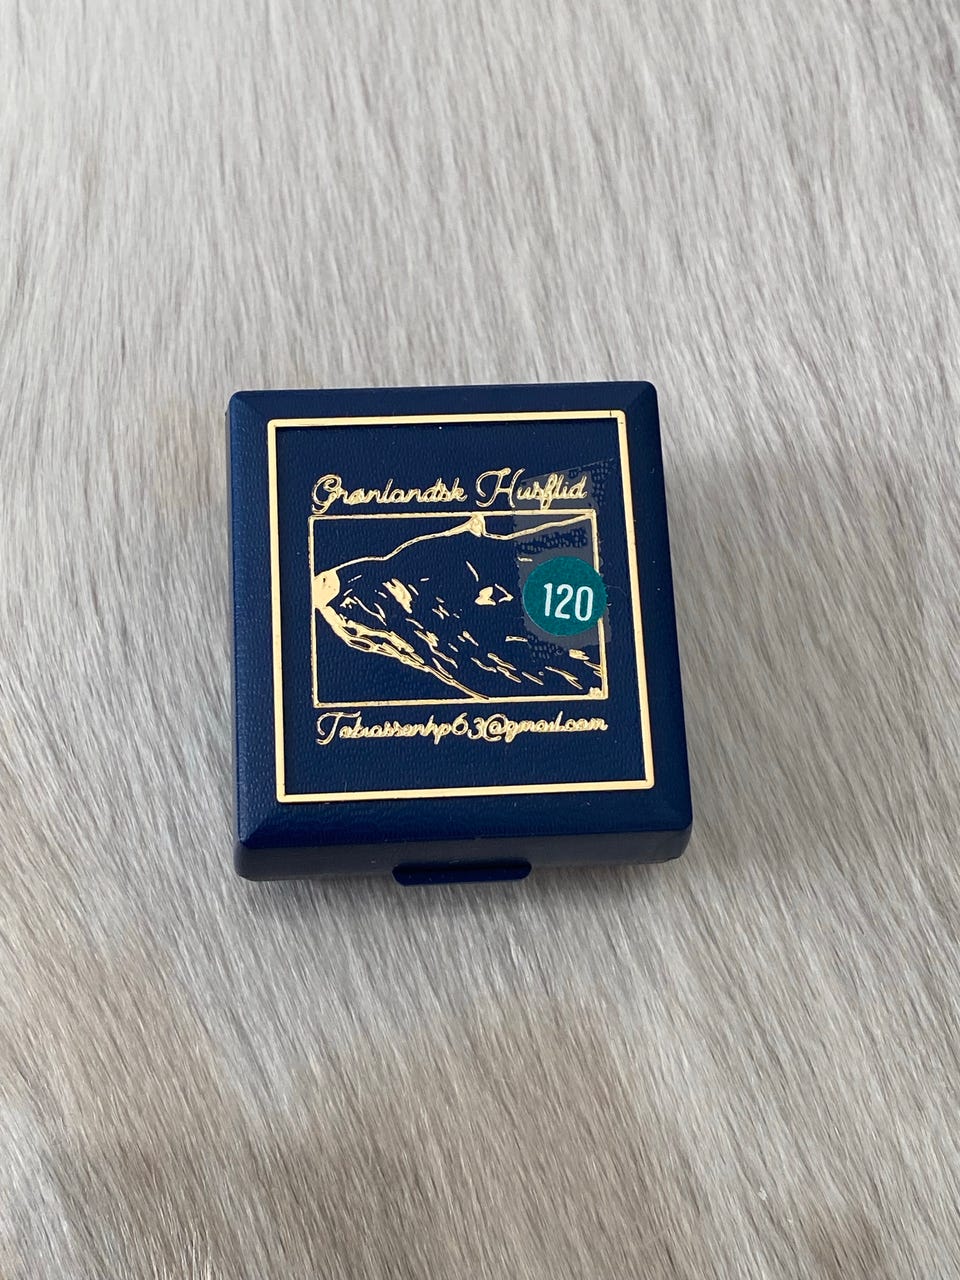 Grønlandsk Husflid
120
Tobiassenhp63@gmail.com